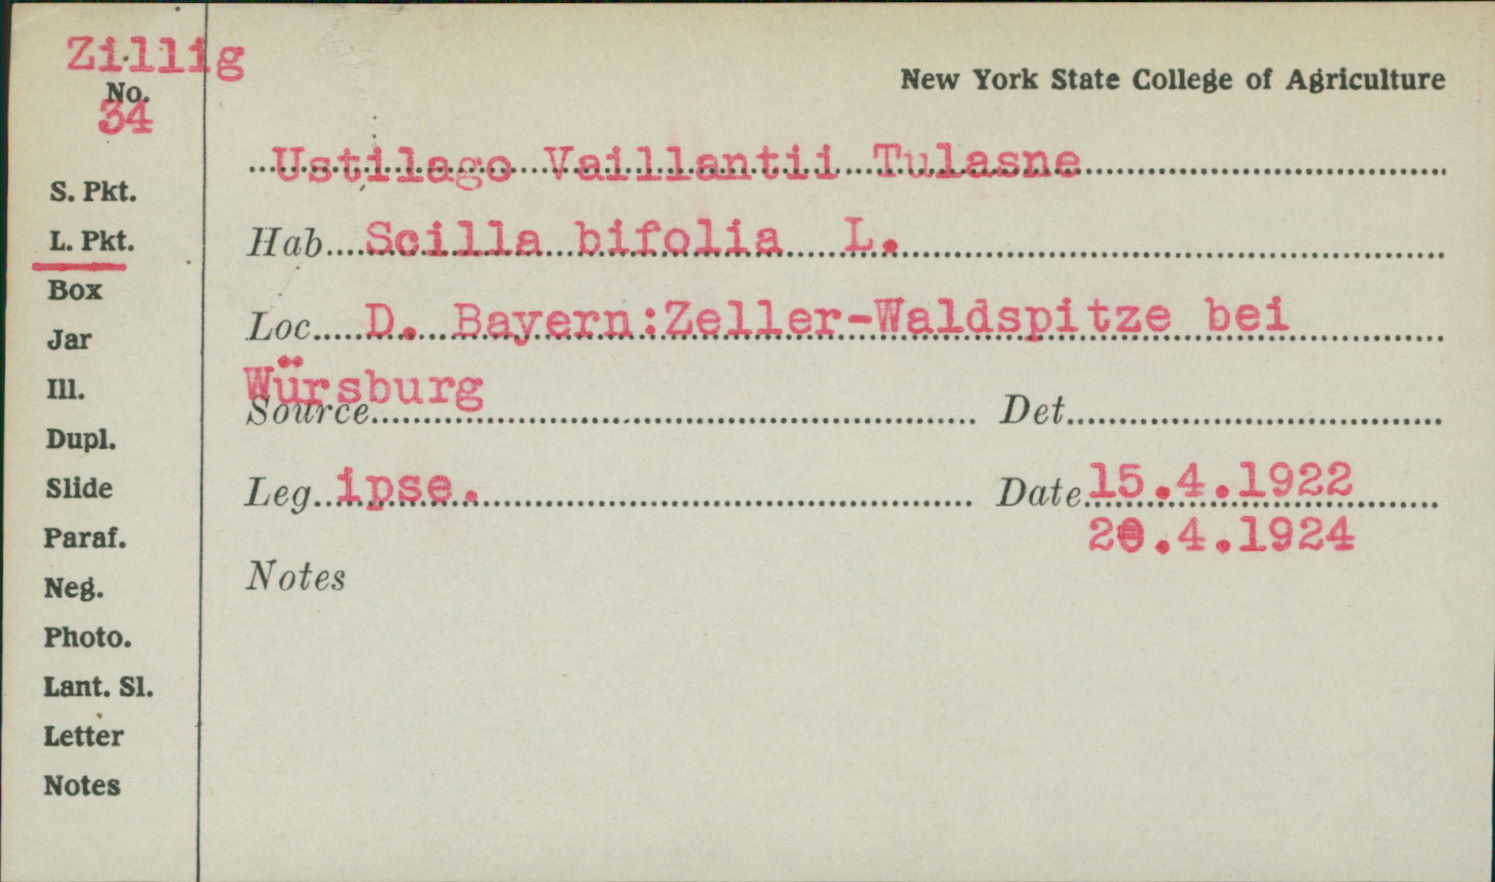 Zillig
New York State College of Agriculture
No.
34
Ustilago Vaillantii Tulasne
S. Pkt.
L. Pkt.
Hab. Scilla bifolia L.
Box
Loc. D. Bayern:Zeller-Waldspitze bei
Jar
Würsburg
Ill.
Source Det.
Dupl.
Slide
Leg. ipse. Date 15.4.1922
20.4.1924
Paraf.
Notes
Neg.
Photo.
Lant. Sl.
Letter
Notes